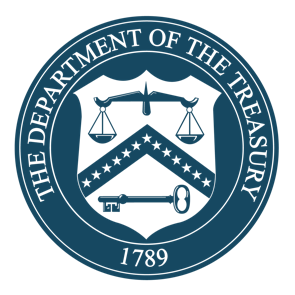 THE DEPARTMENT OF THE TREASURY
1789